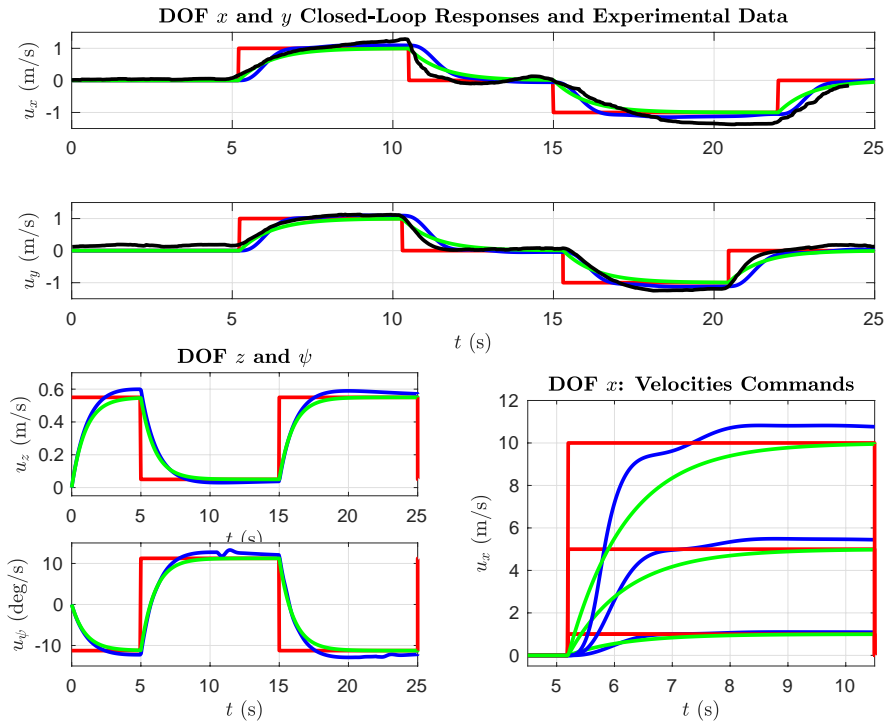 DOF x and y Closed-Loop Responses and Experimental Data
u_x (m/s)
1
0
-1
0 5 10 15 20 25
u_y (m/s)
1
0
-1
0 5 10 15 20 25
t (s)
DOF z and ψ
u_z (m/s)
0.6
0.4
0.2
0
0 5 10 15 20 25
t (s)
u_ψ (deg/s)
10
0
-10
0 5 10 15 20 25
t (s)
DOF x: Velocities Commands
u_x (m/s)
12
10
8
6
4
2
0
5 6 7 8 9 10
t (s)